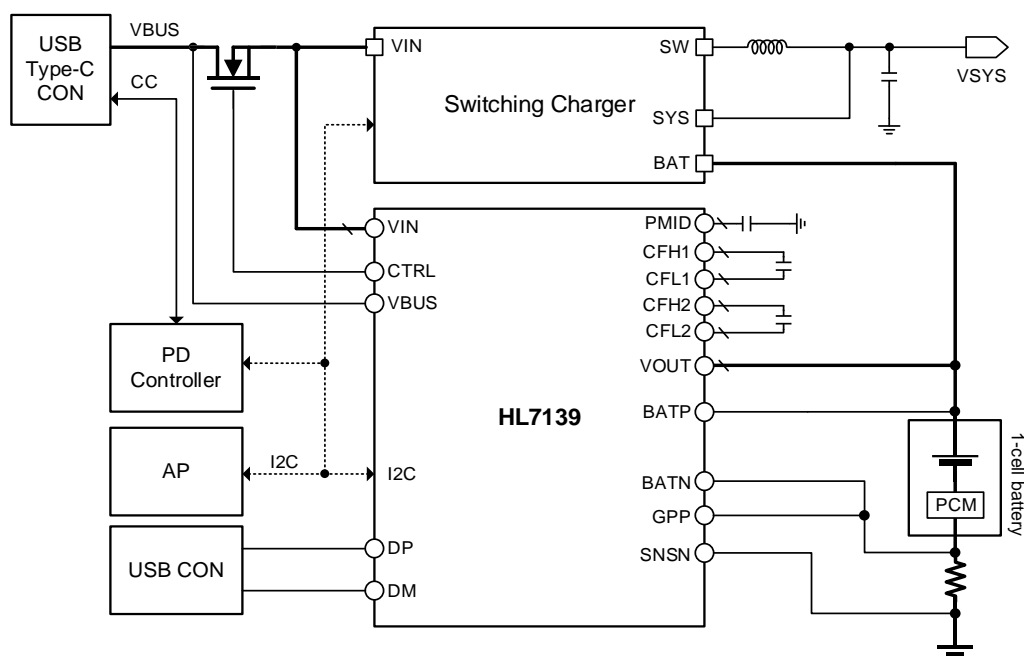 USB
Type-C
CON
VBUS
CC
VIN
Switching Charger
SW
SYS
BAT
VSYS
VIN
CTRL
VBUS
PD
Controller
AP
I2C
I2C
USB CON
DP
DM
HL7139
PMID
CFH1
CFL1
CFH2
CFL2
VOUT
BATP
BATN
GPP
SNSN
PCM
1-cell battery